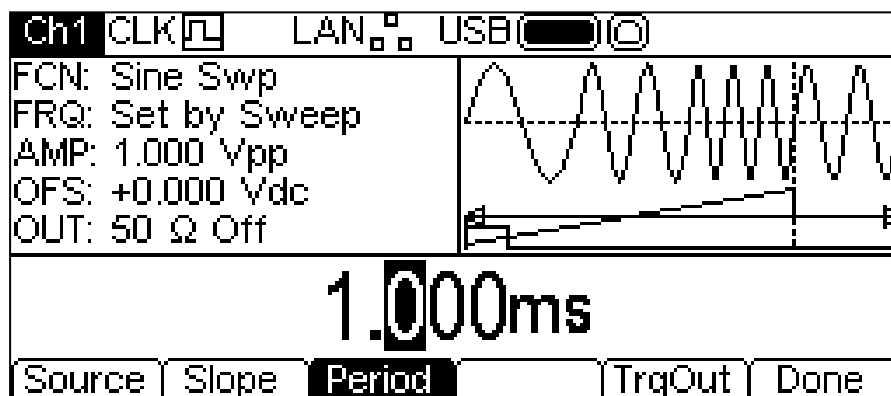 Ch1 CLK LAN USB
FCN: Sine Swp
FRQ: Set by Sweep
AMP: 1.000 Vpp
OFS: +0.000 Vdc
OUT: 50 Ω Off
1.000ms
Source Slope Period TrgOut Done